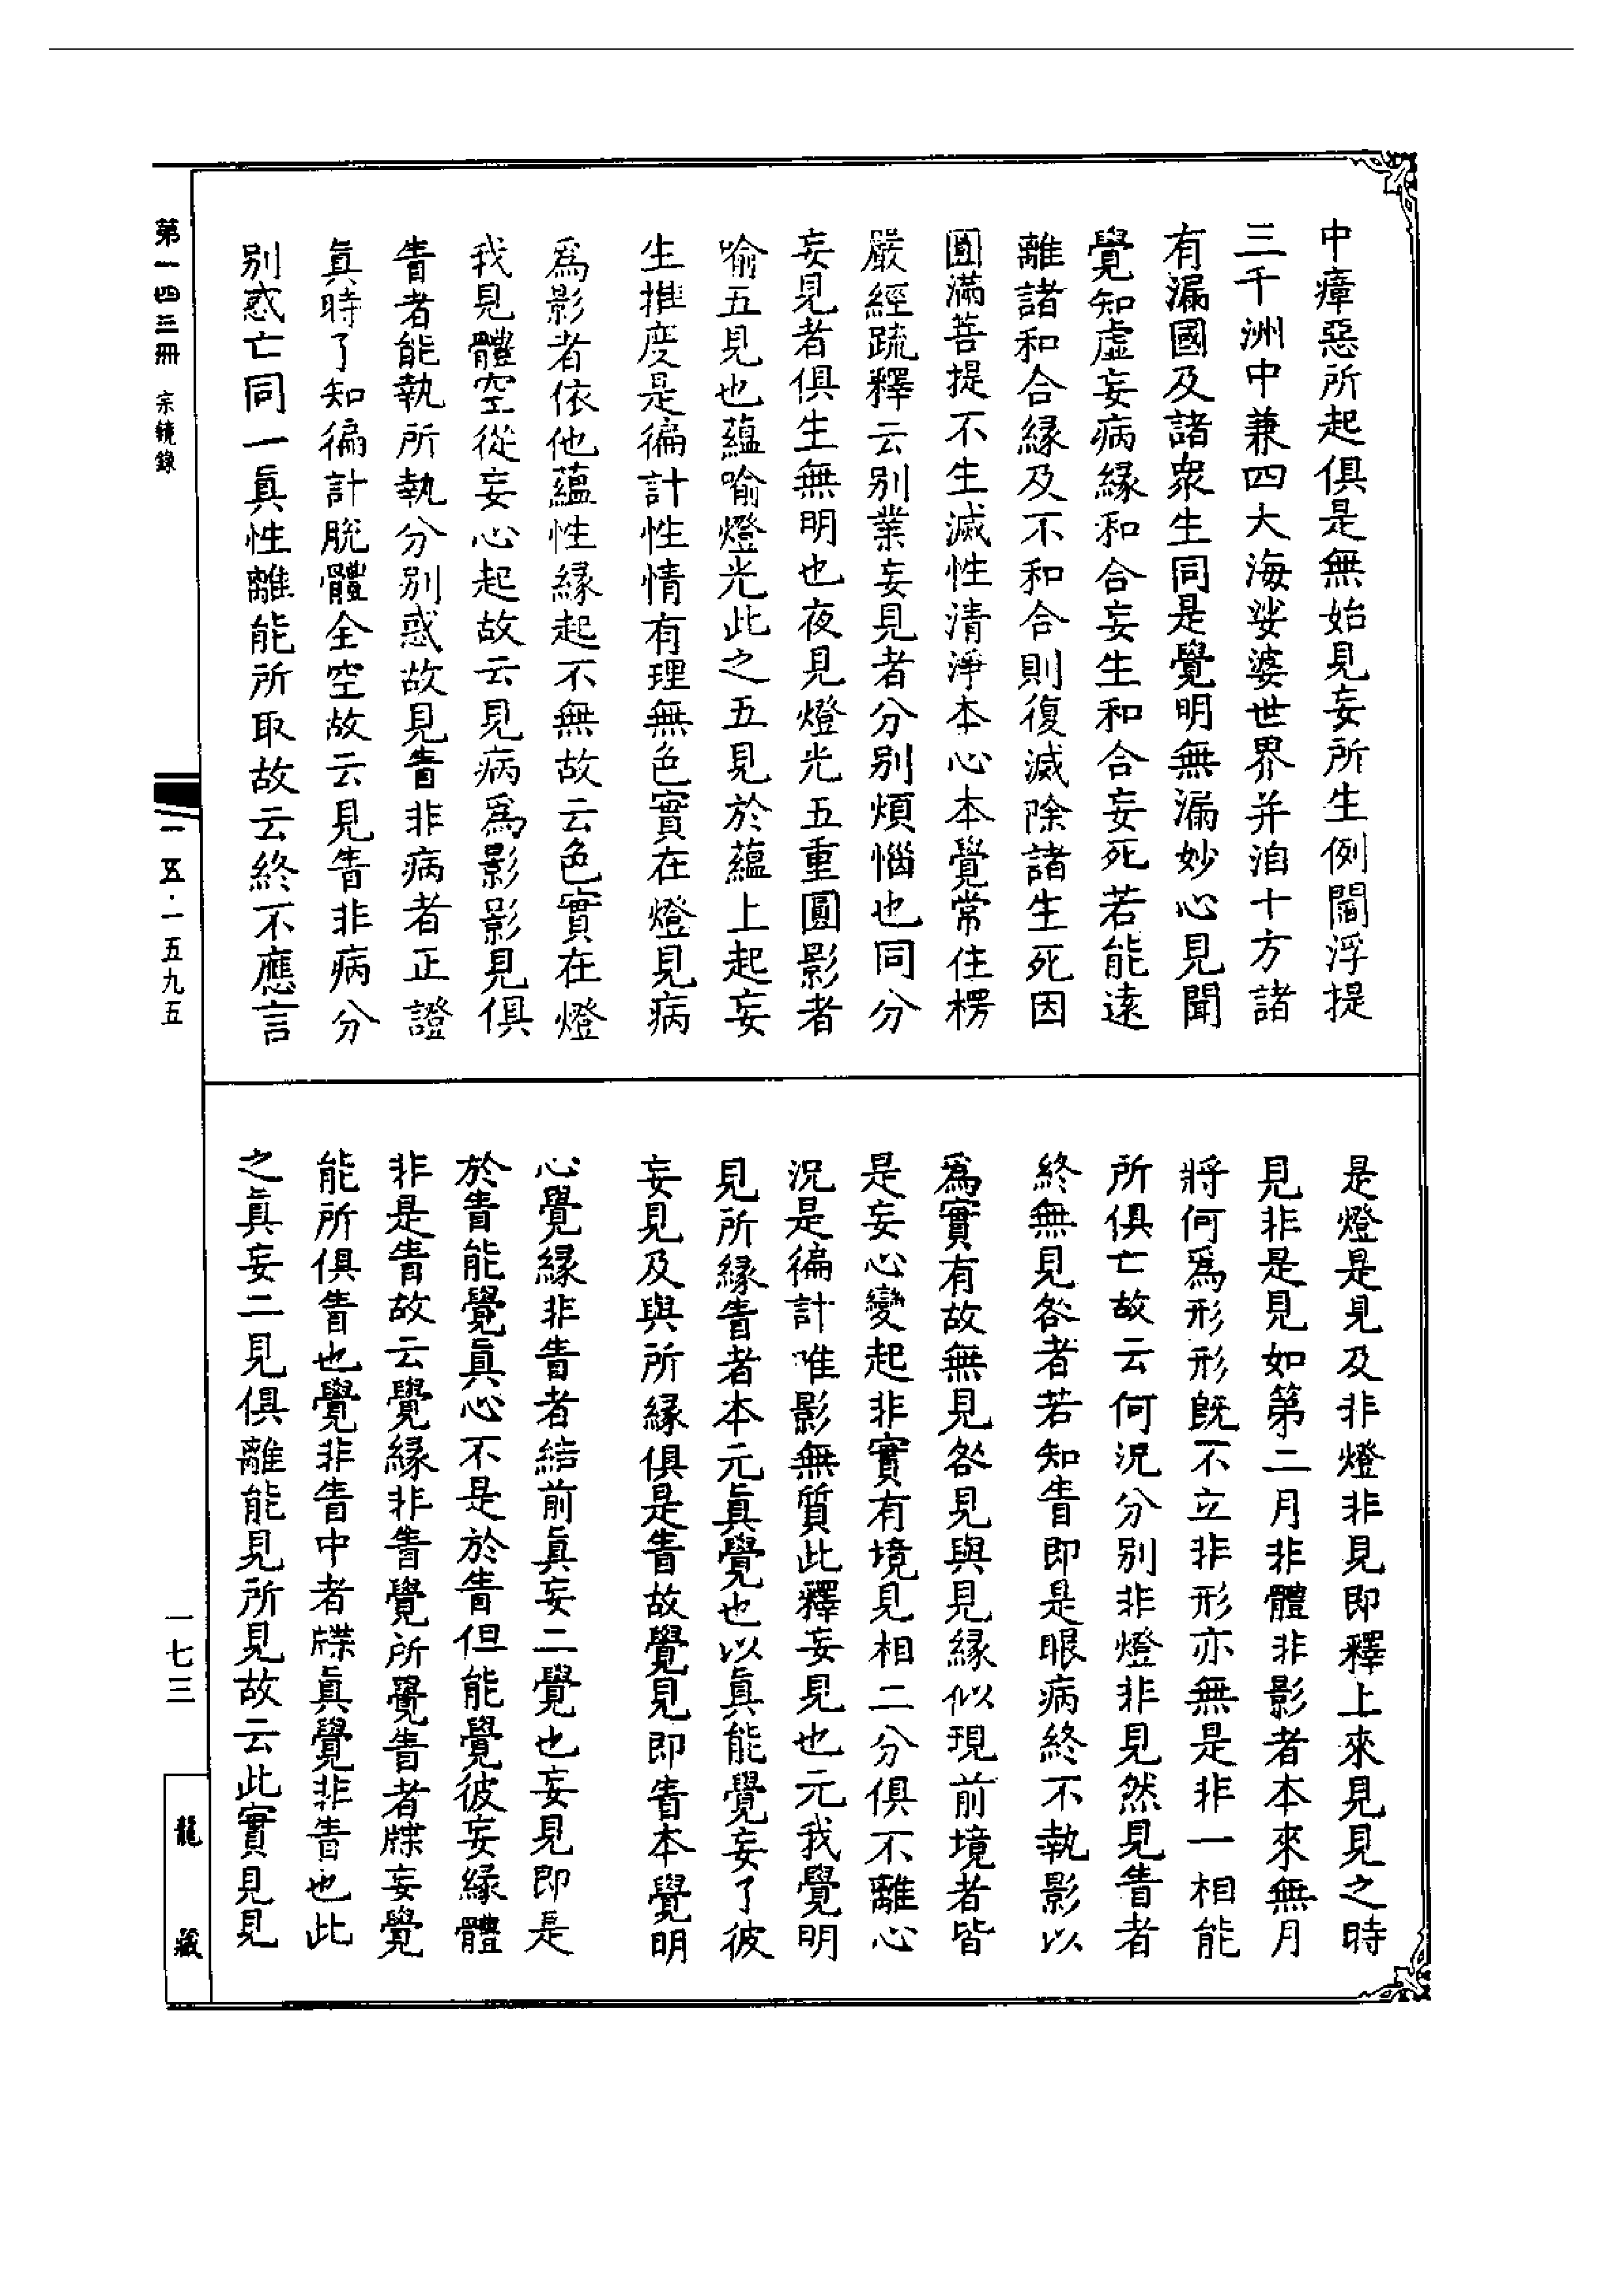 中瘴惡所起俱是無始見妄所生例閻浮提
三千洲中兼四大海娑婆世界并洎十方諸
有漏國及諸衆生同是覺明無漏妙心見聞
覺知虛妄病緣和合妄生和合妄死若能遠
離諸和合緣及不和合則復滅除諸生死因
圓滿菩提不生滅性清淨本心本覺常住楞
嚴經疏釋云別業妄見者分別煩惱也同分
妄見者俱生無明也夜見燈光五重圓影者
喻五見也蘊喻燈光此之五見於蘊上起妄
生推度是徧計性情有理無色實在燈見病
爲影者依他蘊性緣起不無故云色實在燈
我見體空從妄心起故云見病爲影影見俱
眚者能執所執分別惑故見眚非病者正證
眞時了知徧計脫體全空故云見眚非病分
別惑亡同一眞性離能所取故云終不應言
是燈是見及非燈非見即釋上來見見之時
見非是見如第二月非體非影者本來無月
將何爲形形旣不立非形亦無是非一相能
所俱亡故云何況分別非燈非見然見眚者
終無見咎者若知眚即是眼病終不執影以
爲實有故無見咎見與見緣似現前境者皆
是妄心變起非實有境見相二分俱不離心
況是徧計唯影無質此釋妄見也元我覺明
見所緣眚者本元眞覺也以眞能覺妄了彼
妄見及與所緣俱是眚故覺見即眚本覺明
心覺緣非眚者結前眞妄二覺也妄見即是
於眚能覺眞心不是於眚但能覺彼妄緣體
非是眚故云覺緣非眚覺所覺眚者牒妄覺
能所俱眚也覺非眚中者牒眞覺非眚也此
之眞妄二見俱離能見所見故云此實見見
第一四三冊 宗鏡錄
一五·一五九五
一七三
龍藏